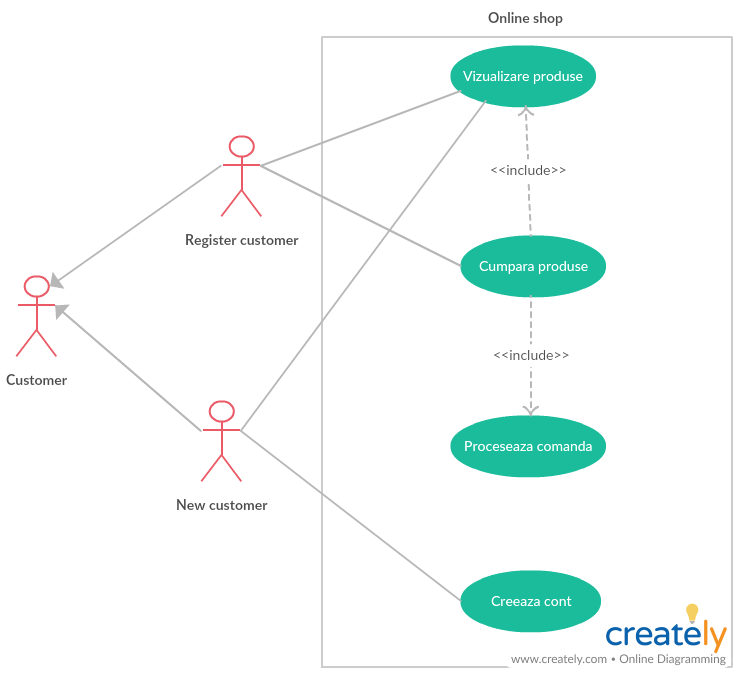 Online shop
Vizualizare produse
<<include>>
Register customer
Cumpara produse
<<include>>
Customer
Proceseaza comanda
New customer
Creeaza cont
creately
www.creately.com • Online Diagramming